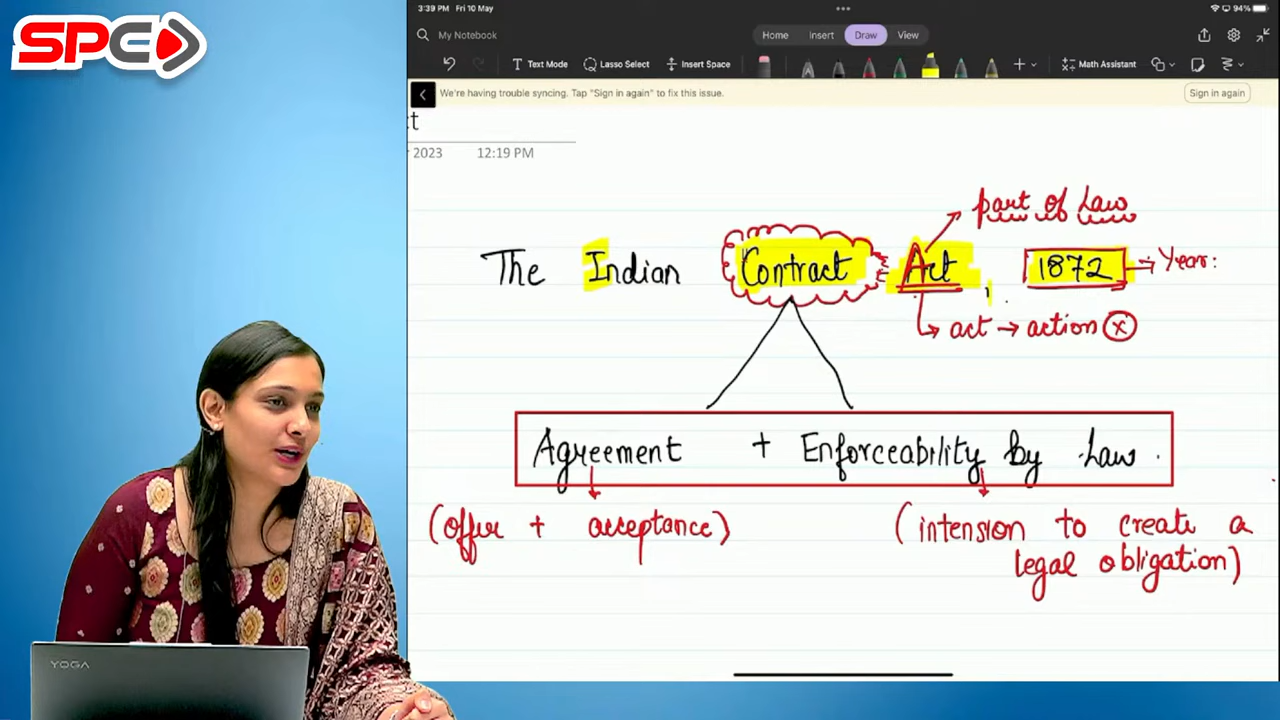 SPC
3:39 PM Fri 10 May
94%
My Notebook
Home Insert Draw View
Text Mode Lasso Select Insert Space Math Assistant
We're having trouble syncing. Tap "Sign in again" to fix this issue.
Sign in again
ct
2023 12:19 PM
part of Law
The Indian Contract Act, 1872 → Year:
act → action
Agreement + Enforceability by Law.
(offer + acceptance)
(intension to create a
legal obligation)
YOGA